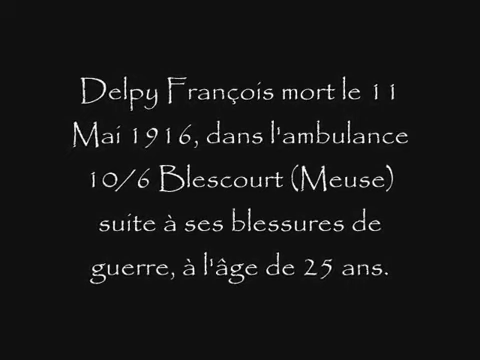 Delpy François mort le 11
Mai 1916, dans l'ambulance
10/6 Blescourt (Meuse)
suite à ses blessures de
guerre, à l'âge de 25 ans.